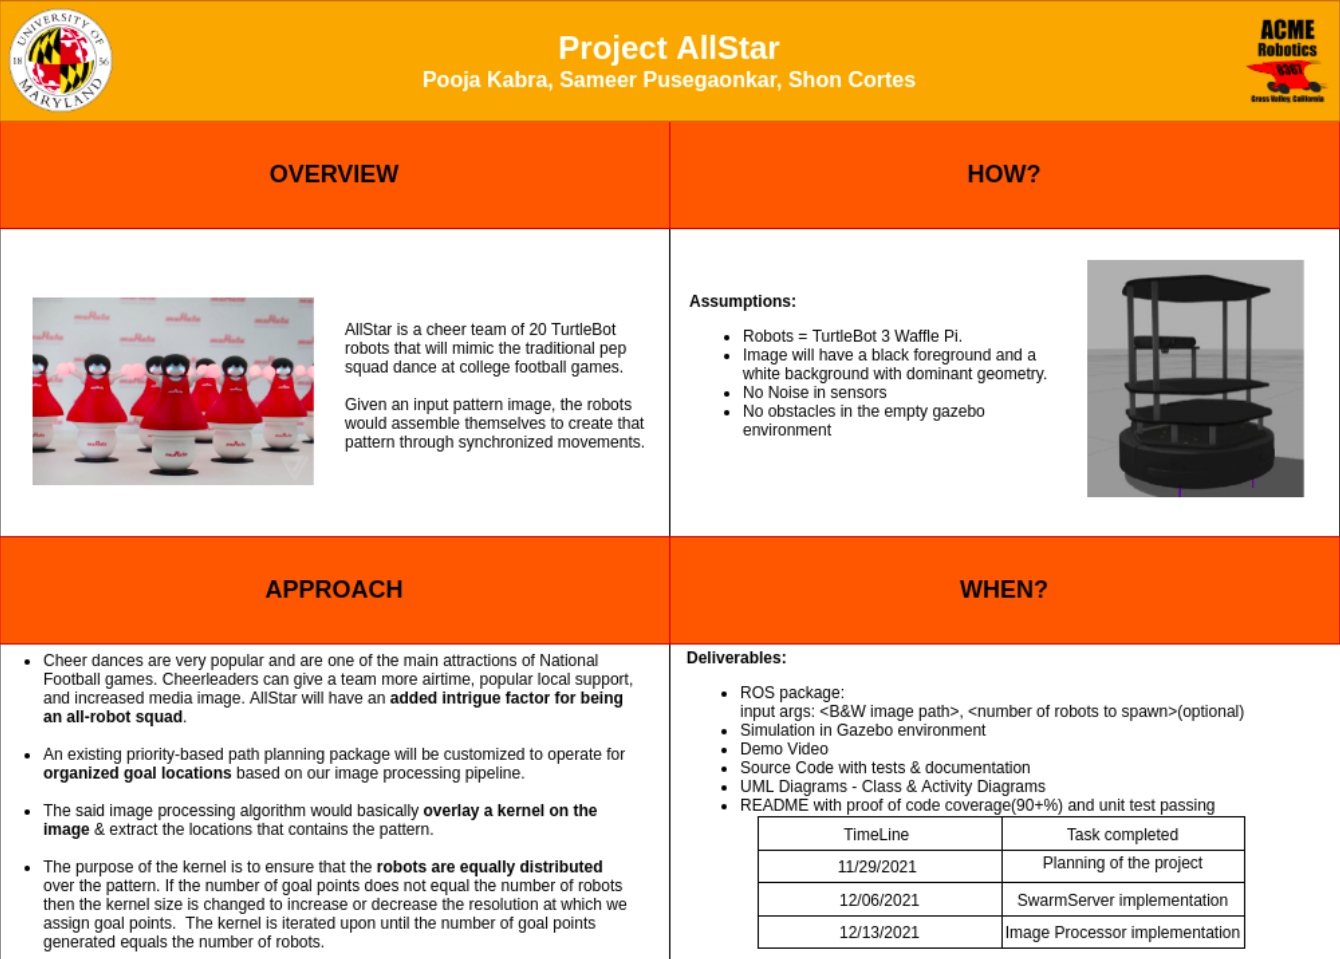 UNIVERSITY OF
18 56
MARYLAND
Project AllStar
Pooja Kabra, Sameer Pusegaonkar, Shon Cortes
ACME
Robotics
8367
Grass Valley, California
OVERVIEW
muRata
AllStar is a cheer team of 20 TurtleBot
robots that will mimic the traditional pep
squad dance at college football games.
Given an input pattern image, the robots
would assemble themselves to create that
pattern through synchronized movements.
HOW?
Assumptions:
• Robots = TurtleBot 3 Waffle Pi.
• Image will have a black foreground and a
white background with dominant geometry.
• No Noise in sensors
• No obstacles in the empty gazebo
environment
APPROACH
• Cheer dances are very popular and are one of the main attractions of National
Football games. Cheerleaders can give a team more airtime, popular local support,
and increased media image. AllStar will have an added intrigue factor for being
an all-robot squad.
• An existing priority-based path planning package will be customized to operate for
organized goal locations based on our image processing pipeline.
• The said image processing algorithm would basically overlay a kernel on the
image & extract the locations that contains the pattern.
• The purpose of the kernel is to ensure that the robots are equally distributed
over the pattern. If the number of goal points does not equal the number of robots
then the kernel size is changed to increase or decrease the resolution at which we
assign goal points. The kernel is iterated upon until the number of goal points
generated equals the number of robots.
WHEN?
Deliverables:
• ROS package:
input args: <B&W image path>, <number of robots to spawn>(optional)
• Simulation in Gazebo environment
• Demo Video
• Source Code with tests & documentation
• UML Diagrams - Class & Activity Diagrams
• README with proof of code coverage(90+%) and unit test passing
TimeLine Task completed
11/29/2021 Planning of the project
12/06/2021 SwarmServer implementation
12/13/2021 Image Processor implementation